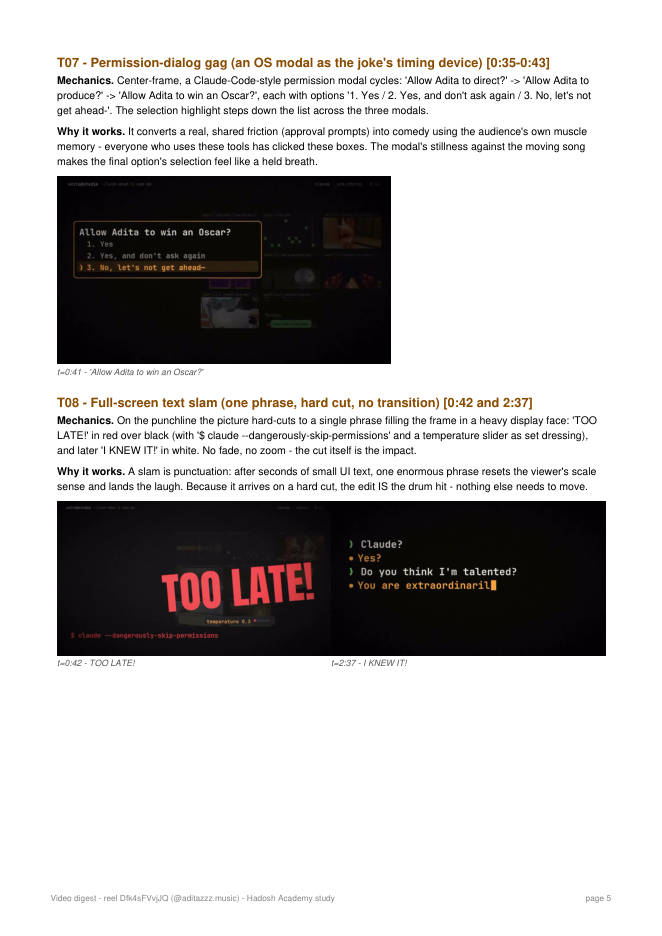 T07 - Permission-dialog gag (an OS modal as the joke's timing device) [0:35-0:43]
Mechanics. Center-frame, a Claude-Code-style permission modal cycles: 'Allow Adita to direct?' -> 'Allow Adita to
produce?' -> 'Allow Adita to win an Oscar?', each with options '1. Yes / 2. Yes, and don't ask again / 3. No, let's not
get ahead-'. The selection highlight steps down the list across the three modals.
Why it works. It converts a real, shared friction (approval prompts) into comedy using the audience's own muscle
memory - everyone who uses these tools has clicked these boxes. The modal's stillness against the moving song
makes the final option's selection feel like a held breath.
Allow Adita to win an Oscar?
1. Yes
2. Yes, and don't ask again
❯ 3. No, let's not get ahead—
t=0:41 - 'Allow Adita to win an Oscar?'
T08 - Full-screen text slam (one phrase, hard cut, no transition) [0:42 and 2:37]
Mechanics. On the punchline the picture hard-cuts to a single phrase filling the frame in a heavy display face: 'TOO
LATE!' in red over black (with '$ claude --dangerously-skip-permissions' and a temperature slider as set dressing),
and later 'I KNEW IT!' in white. No fade, no zoom - the cut itself is the impact.
Why it works. A slam is punctuation: after seconds of small UI text, one enormous phrase resets the viewer's scale
sense and lands the laugh. Because it arrives on a hard cut, the edit IS the drum hit - nothing else needs to move.
TOO LATE!
temperature 0.3
$ claude --dangerously-skip-permissions
❯ Claude?
● Yes?
❯ Do you think I'm talented?
● You are extraordinaril
t=0:42 - TOO LATE!
t=2:37 - I KNEW IT!
Video digest - reel Dfk4sFVvjJQ (@aditazzz.music) - Hadosh Academy study
page 5